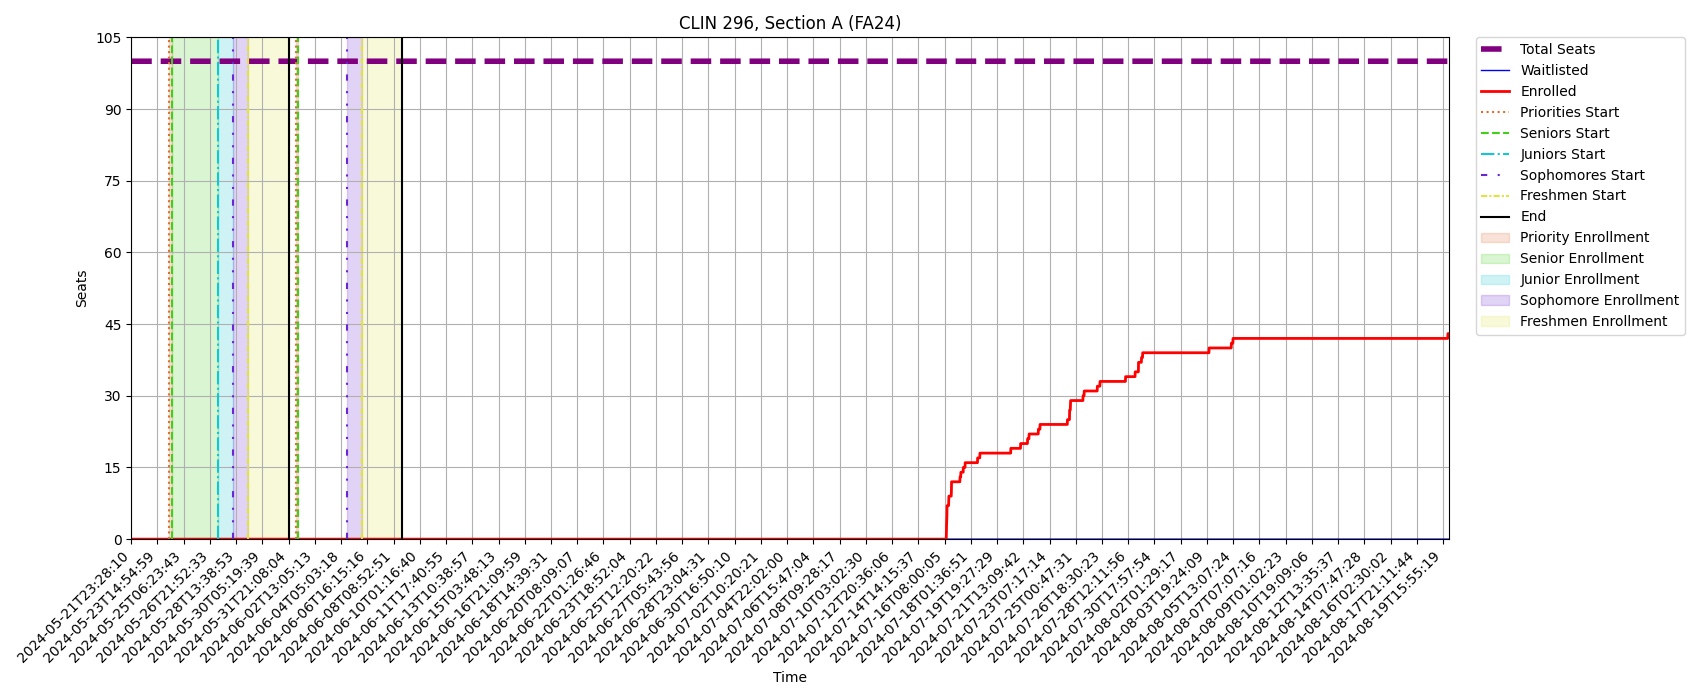 CLIN 296, Section A (FA24)
Seats
105
90
75
60
45
30
15
0
2024-05-21T23:28:10
2024-05-23T14:54:59
2024-05-25T06:23:43
2024-05-26T21:52:33
2024-05-28T13:38:53
2024-05-30T05:19:39
2024-05-31T21:08:04
2024-06-02T13:05:13
2024-06-04T05:03:18
2024-06-06T16:15:16
2024-06-08T08:52:51
2024-06-10T01:16:40
2024-06-11T17:40:55
2024-06-13T10:38:57
2024-06-15T03:48:13
2024-06-16T21:09:59
2024-06-18T14:39:31
2024-06-20T08:09:07
2024-06-22T01:26:46
2024-06-23T18:52:04
2024-06-25T12:20:22
2024-06-27T05:43:56
2024-06-28T23:04:31
2024-06-30T16:50:10
2024-07-02T10:20:21
2024-07-04T22:02:00
2024-07-06T15:47:04
2024-07-08T09:28:17
2024-07-10T03:02:30
2024-07-12T20:36:06
2024-07-14T14:15:37
2024-07-16T08:00:05
2024-07-18T01:36:51
2024-07-19T19:27:29
2024-07-21T13:09:42
2024-07-23T07:17:14
2024-07-25T00:47:31
2024-07-26T18:30:23
2024-07-28T12:11:56
2024-07-30T17:57:54
2024-08-02T01:29:17
2024-08-03T19:24:09
2024-08-05T13:07:24
2024-08-07T07:07:16
2024-08-09T01:02:23
2024-08-10T19:09:06
2024-08-12T13:35:37
2024-08-14T07:47:28
2024-08-16T02:30:02
2024-08-17T21:11:44
2024-08-19T15:55:19
Time
Total Seats
Waitlisted
Enrolled
Priorities Start
Seniors Start
Juniors Start
Sophomores Start
Freshmen Start
End
Priority Enrollment
Senior Enrollment
Junior Enrollment
Sophomore Enrollment
Freshmen Enrollment